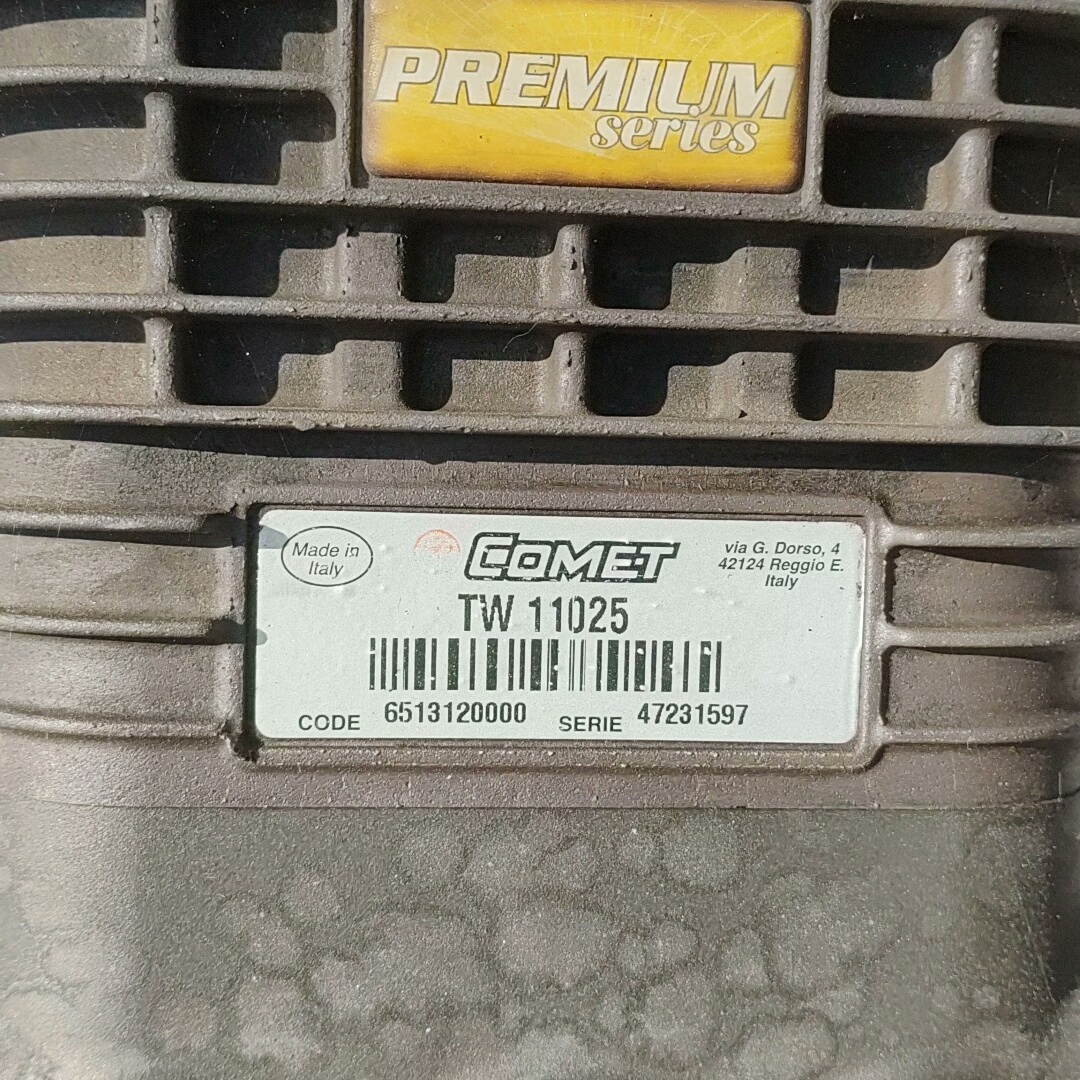 PREMIUM
series
Made in
Italy
COMET
via G. Dorso, 4
42124 Reggio E.
Italy
TW 11025
CODE 6513120000 SERIE 47231597